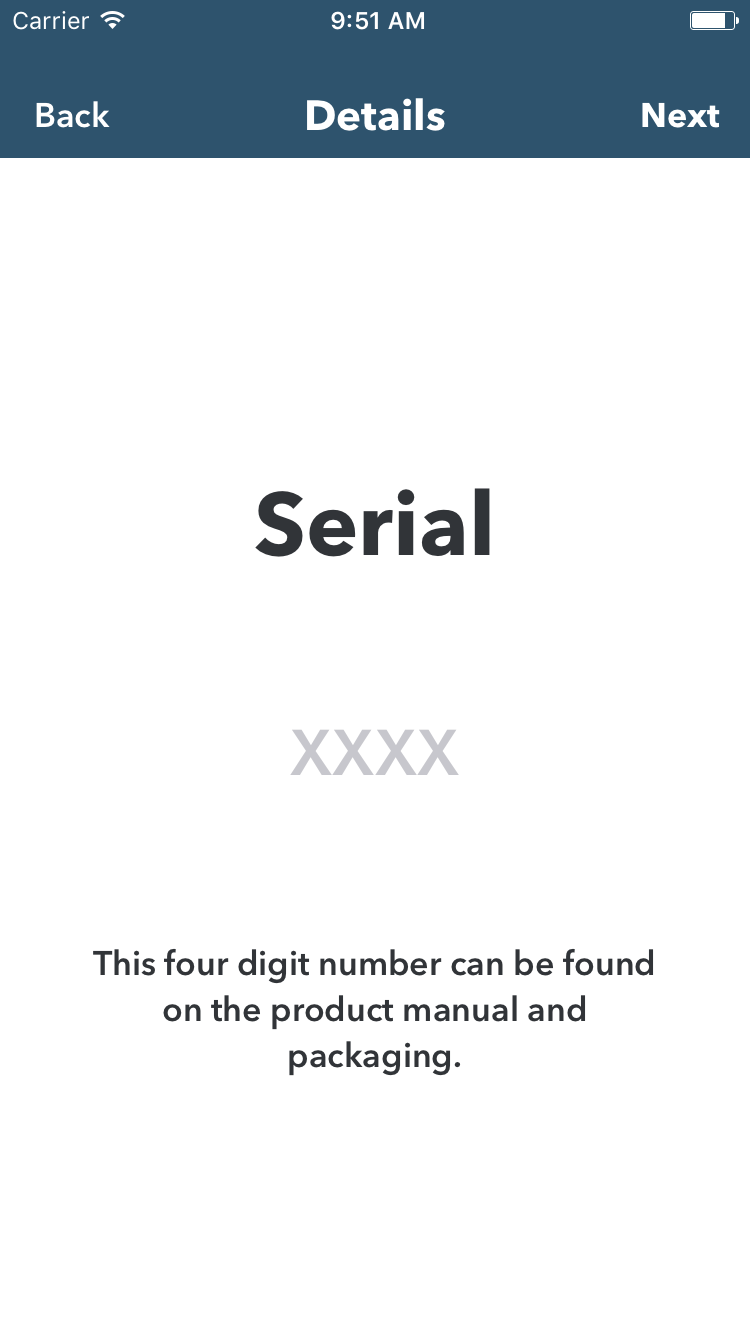 Carrier 9:51 AM
Back Details Next
Serial
XXXX
This four digit number can be found
on the product manual and
packaging.